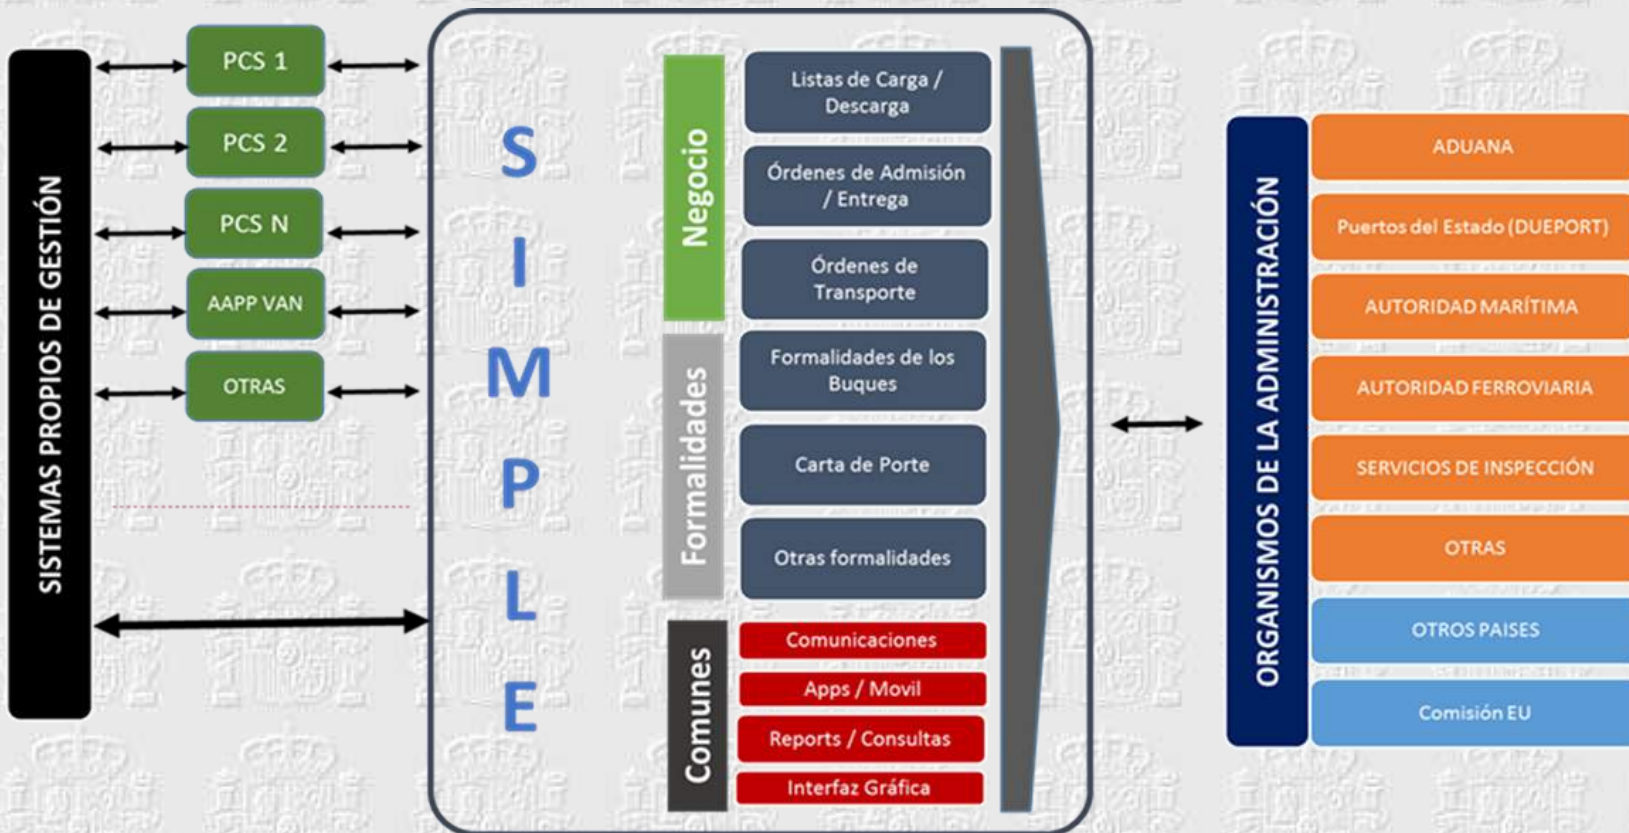 SISTEMAS PROPIOS DE GESTIÓN
PCS 1
PCS 2
PCS N
AAPP VAN
OTRAS
SIMPLE
Negocio
Listas de Carga /
Descarga
Órdenes de Admisión
/ Entrega
Órdenes de
Transporte
Formalidades
Formalidades de los
Buques
Carta de Porte
Otras formalidades
Comunes
Comunicaciones
Apps / Movil
Reports / Consultas
Interfaz Gráfica
ORGANISMOS DE LA ADMINISTRACIÓN
ADUANA
Puertos del Estado (DUEPORT)
AUTORIDAD MARÍTIMA
AUTORIDAD FERROVIARIA
SERVICIOS DE INSPECCIÓN
OTRAS
OTROS PAISES
Comisión EU